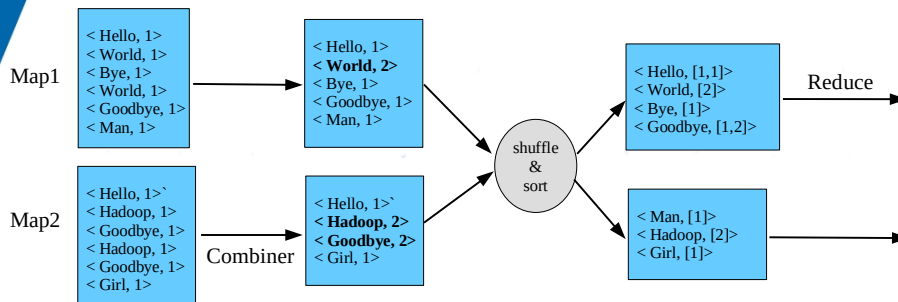 Map1
< Hello, 1>
< World, 1>
< Bye, 1>
< World, 1>
< Goodbye, 1>
< Man, 1>
< Hello, 1>
< World, 2>
< Bye, 1>
< Goodbye, 1>
< Man, 1>
Map2
< Hello, 1>`
< Hadoop, 1>
< Goodbye, 1>
< Hadoop, 1>
< Goodbye, 1>
< Girl, 1>
Combiner
< Hello, 1>`
< Hadoop, 2>
< Goodbye, 2>
< Girl, 1>
shuffle
&
sort
< Hello, [1,1]>
< World, [2]>
< Bye, [1]>
< Goodbye, [1,2]>
Reduce
< Man, [1]>
< Hadoop, [2]>
< Girl, [1]>